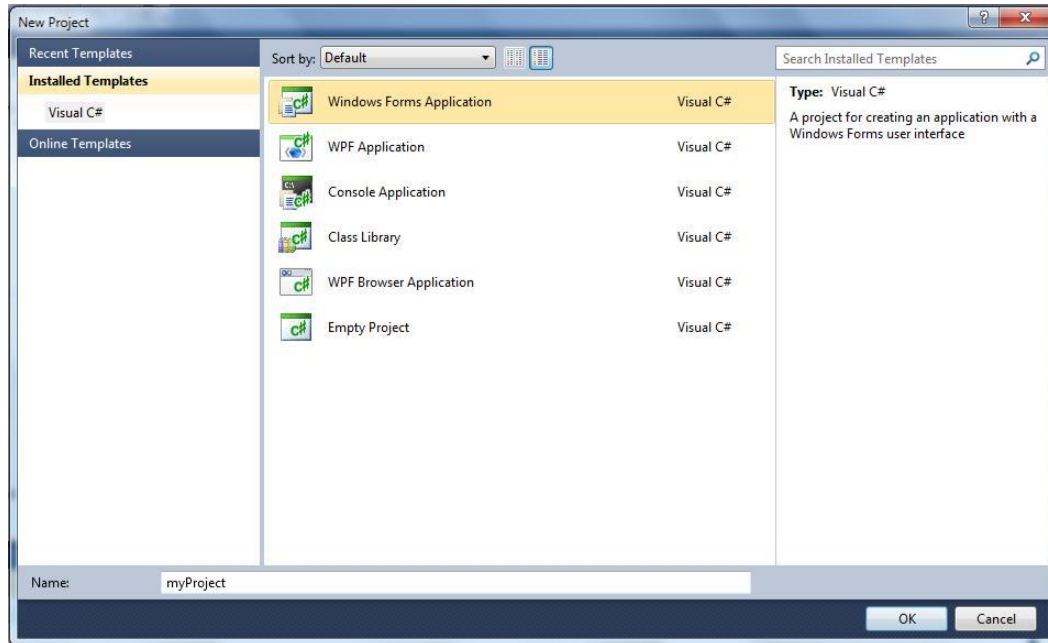 New Project
Recent Templates
Installed Templates
Visual C#
Online Templates
Sort by: Default
Windows Forms Application Visual C#
WPF Application Visual C#
Console Application Visual C#
Class Library Visual C#
WPF Browser Application Visual C#
Empty Project Visual C#
Search Installed Templates
Type: Visual C#
A project for creating an application with a
Windows Forms user interface
Name: myProject
OK Cancel